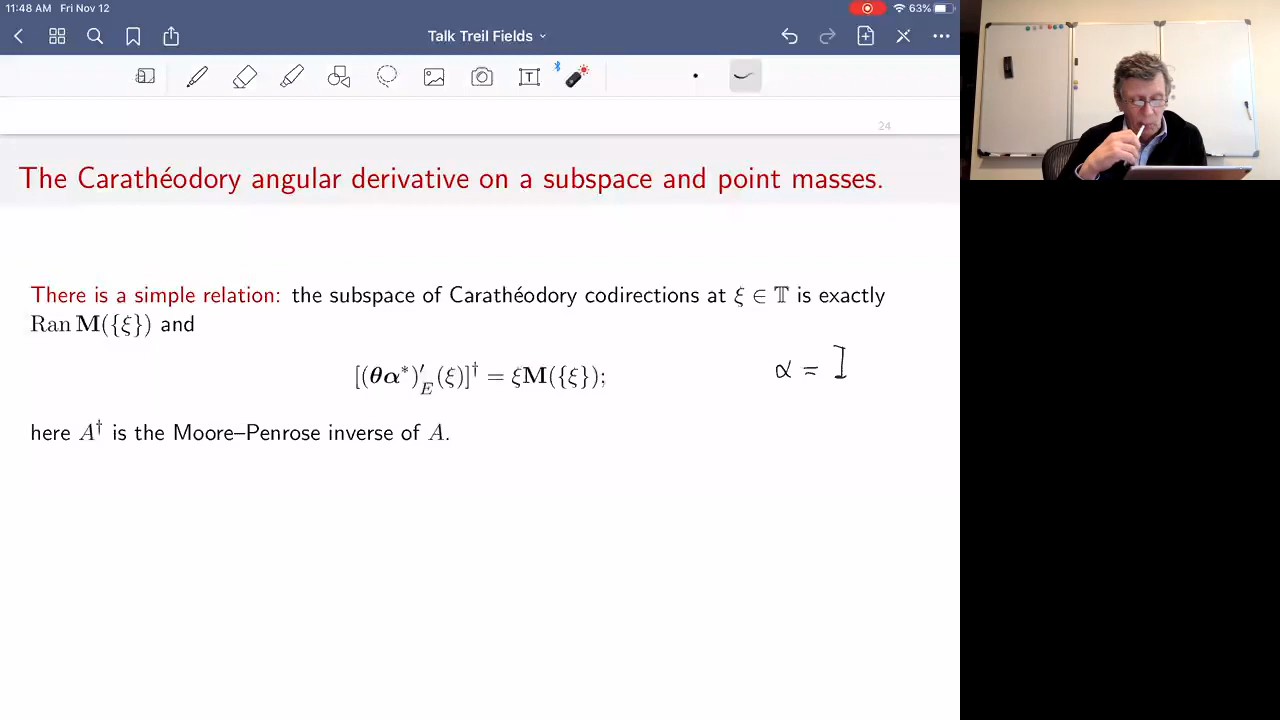 11:48 AM Fri Nov 12
63%
Talk Treil Fields
24
The Carathéodory angular derivative on a subspace and point masses.
There is a simple relation: the subspace of Carathéodory codirections at ξ ∈ 𝕋 is exactly
Ran M({ξ}) and
[(θα*)′_E(ξ)]† = ξM({ξ});
α = I
here A† is the Moore–Penrose inverse of A.